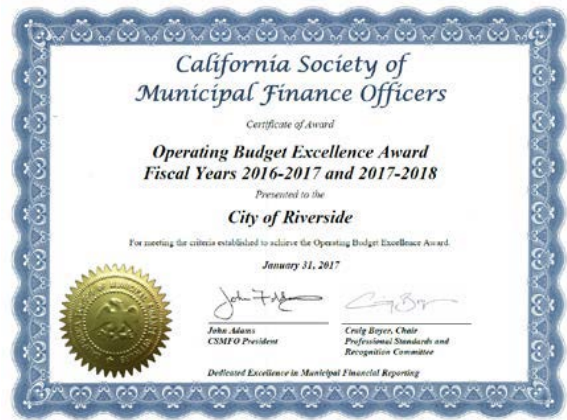 California Society of
Municipal Finance Officers
Certificate of Award
Operating Budget Excellence Award
Fiscal Years 2016-2017 and 2017-2018
Presented to the
City of Riverside
For meeting the criteria established to achieve the Operating Budget Excellence Award.
January 31, 2017
John Adams
CSMFO President
Craig Boyer, Chair
Professional Standards and
Recognition Committee
Dedicated Excellence in Municipal Financial Reporting